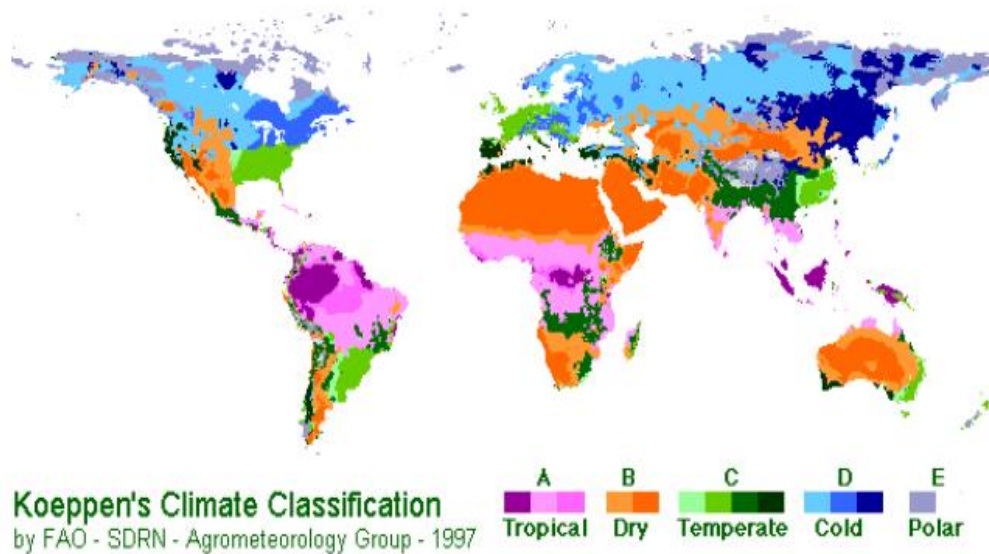 Koeppen's Climate Classification
by FAO - SDRN - Agrometeorology Group - 1997
A B C D E
Tropical Dry Temperate Cold Polar